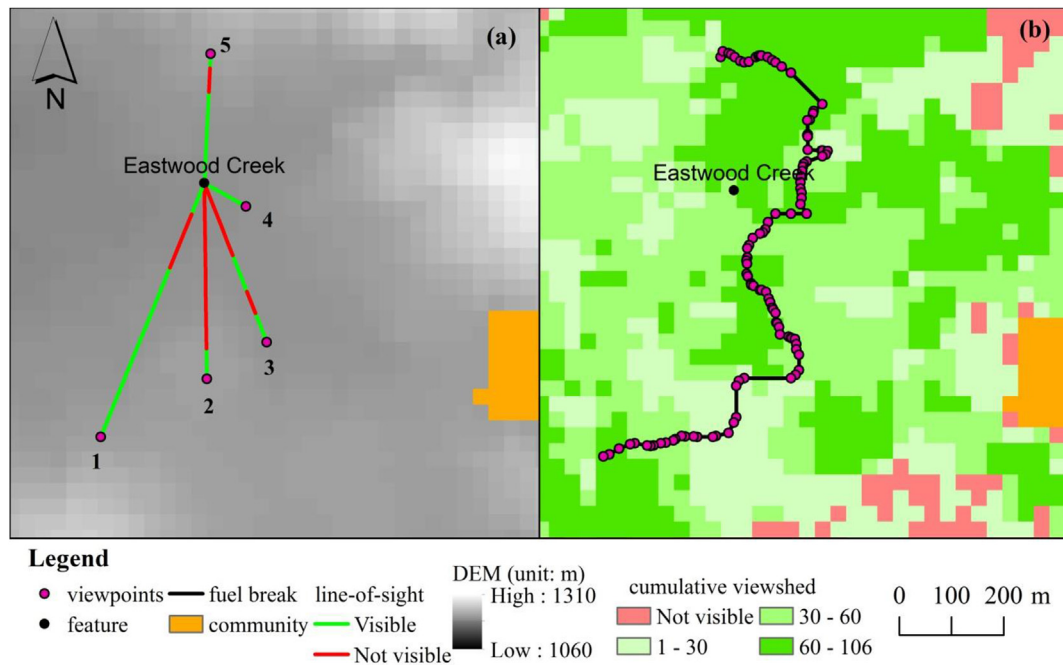 (a)
(b)
5
N
Eastwood Creek
Eastwood Creek
4
3
2
1
Legend
viewpoints
fuel break
line-of-sight
feature
community
Visible
Not visible
DEM (unit: m)
High : 1310
Low : 1060
cumulative viewshed
Not visible
30 - 60
1 - 30
60 - 106
0 100 200 m